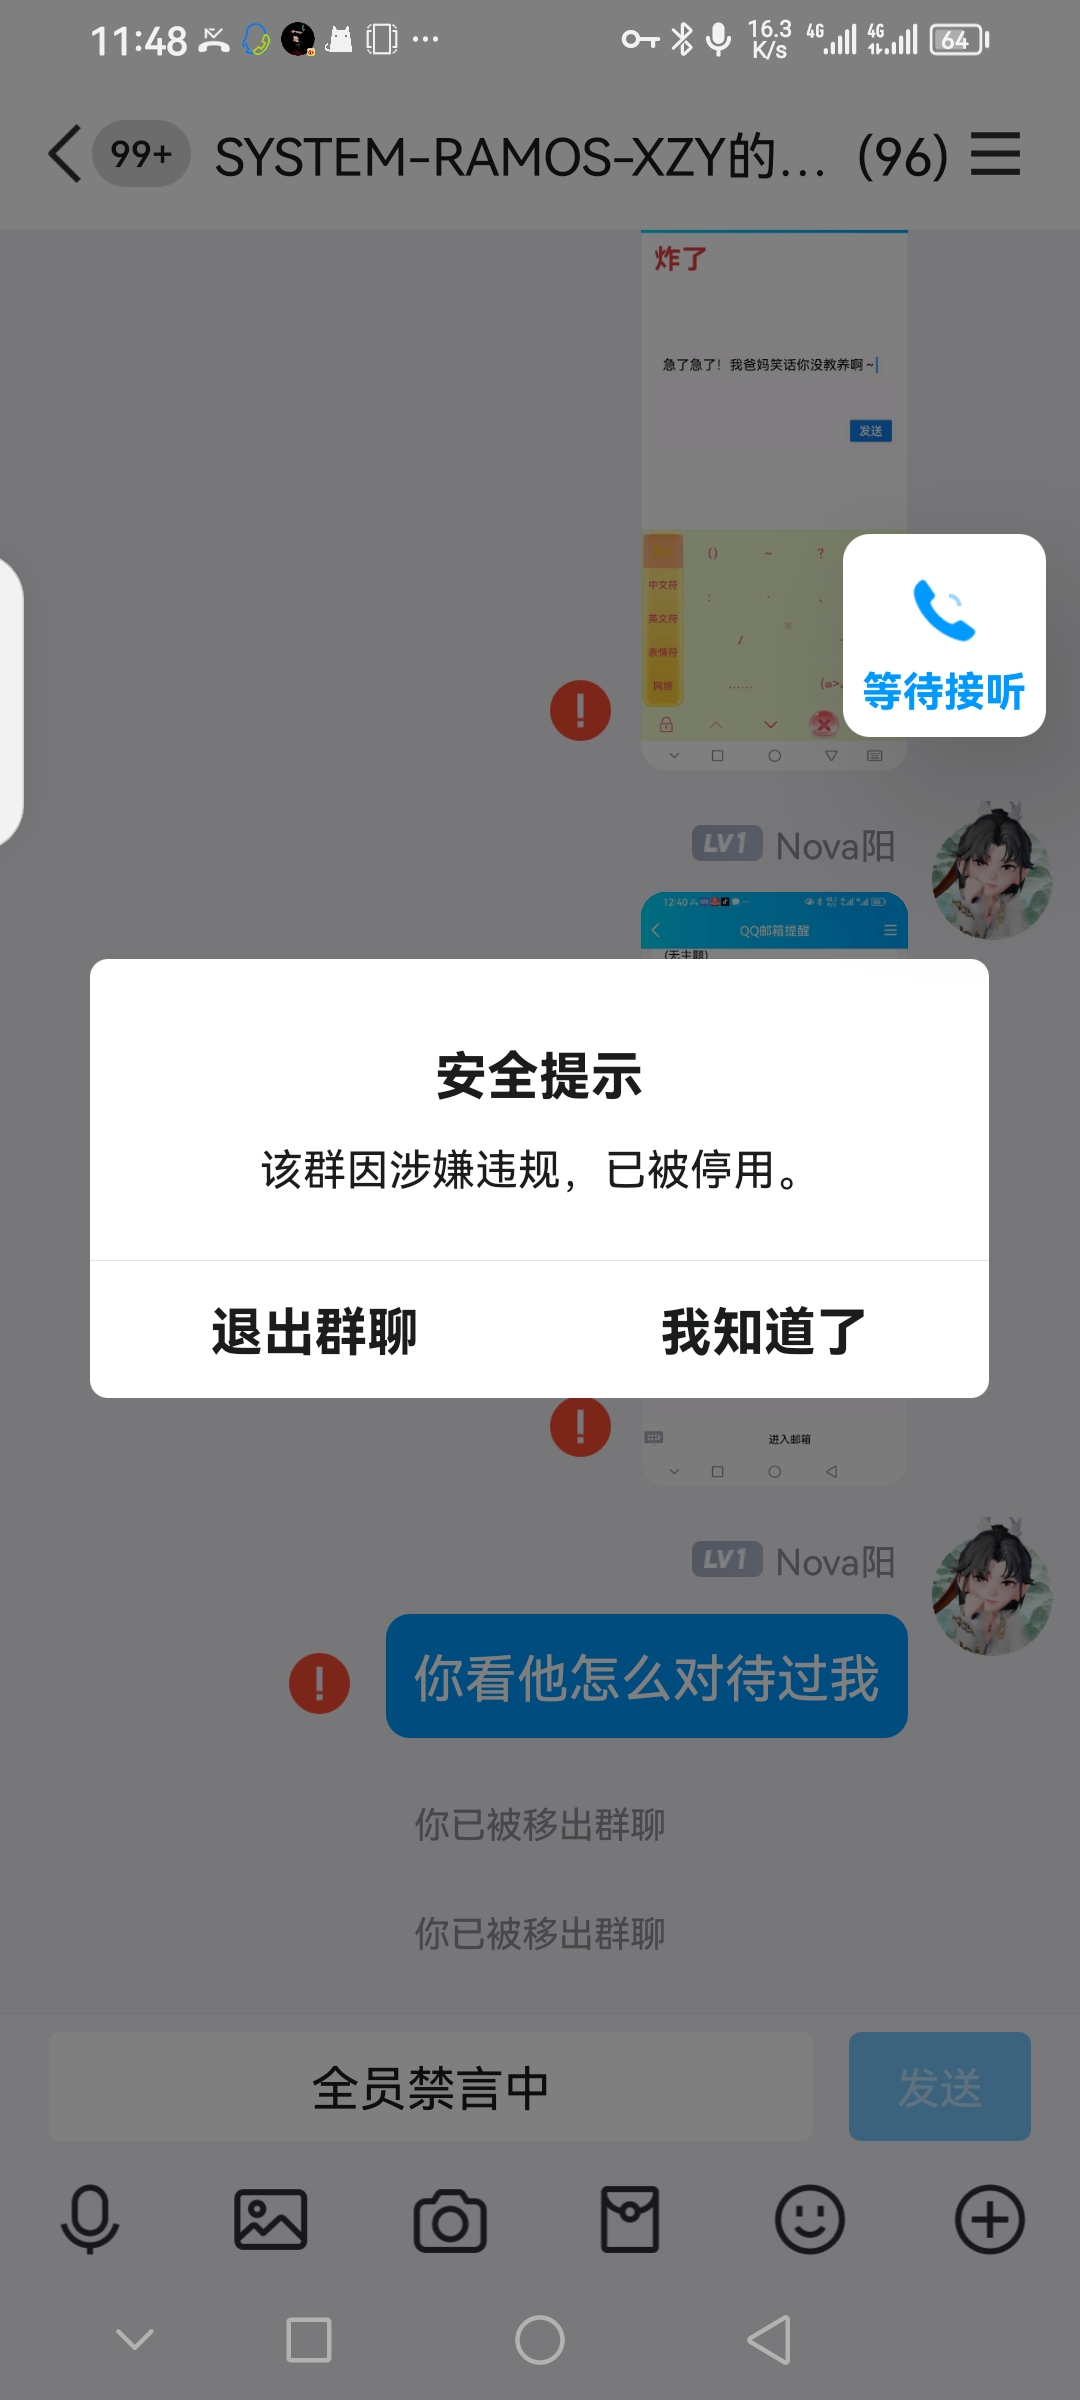 11:48
16.3 K/s
4G
4G
64
99+
SYSTEM-RAMOS-XZY的... (96)
炸了
急了急了！我爸妈笑话你没教养啊~
发送
()
~
?
中文符
:
、
英文符
/
表情符
网络
......
等待接听
LV1 Nova阳
12:40
QQ邮箱提醒
(无主题)
安全提示
该群因涉嫌违规，已被停用。
退出群聊
我知道了
进入邮箱
LV1 Nova阳
你看他怎么对待过我
你已被移出群聊
你已被移出群聊
全员禁言中
发送